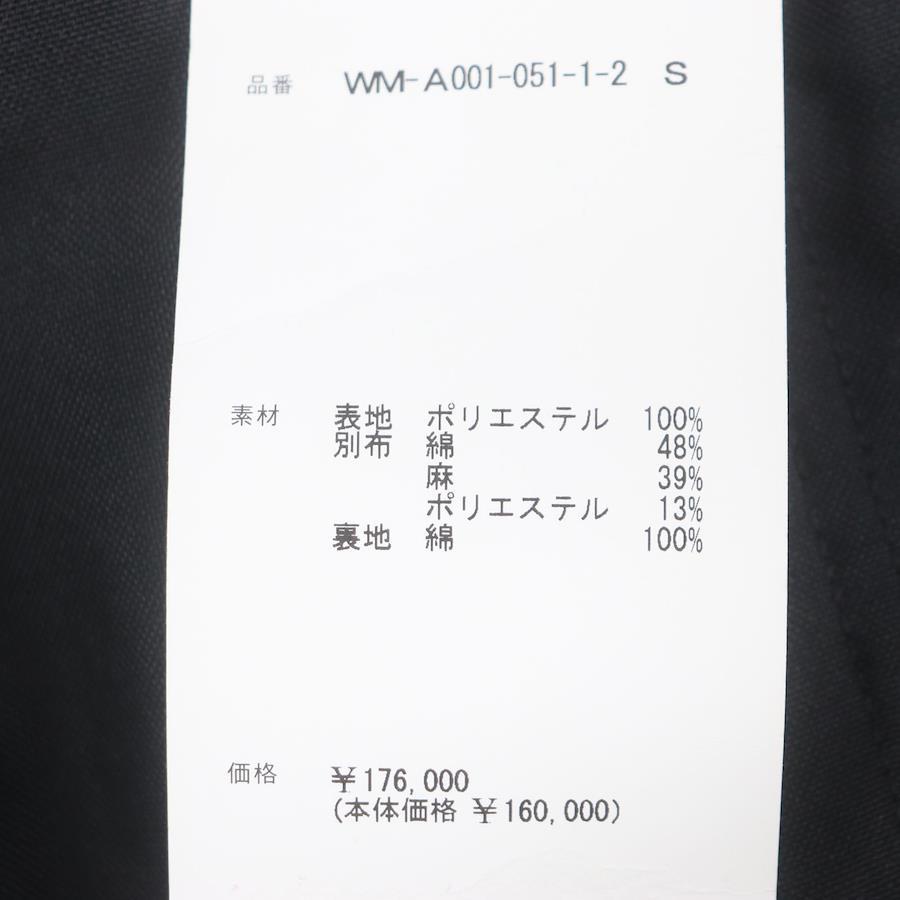 品番 WM-A001-051-1-2 S
素材 表地 ポリエステル 100%
別布 綿 48%
麻 39%
ポリエステル 13%
裏地 綿 100%
価格 ¥176,000
(本体価格 ¥160,000)